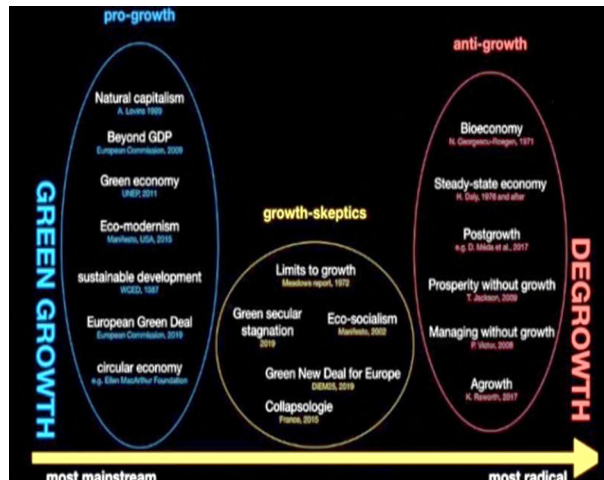 pro-growth
Natural capitalism
A. Lovins 1999
Beyond GDP
European Commission, 2009
Green economy
UNEP, 2011
Eco-modernism
Manifesto, USA, 2015
sustainable development
WCED, 1987
European Green Deal
European Commission, 2019
circular economy
e.g. Ellen MacArthur Foundation
GREEN GROWTH
growth-skeptics
Limits to growth
Meadows report, 1972
Green secular
stagnation
2019
Eco-socialism
Manifesto, 2002
Green New Deal for Europe
DiEM25, 2019
Collapsologie
France, 2015
anti-growth
Bioeconomy
N. Georgescu-Roegen, 1971
Steady-state economy
H. Daly, 1976 and after
Postgrowth
e.g. D. Méda et al., 2017
Prosperity without growth
T. Jackson, 2009
Managing without growth
P. Victor, 2008
Agrowth
K. Raworth, 2017
DEGROWTH
most mainstream
most radical